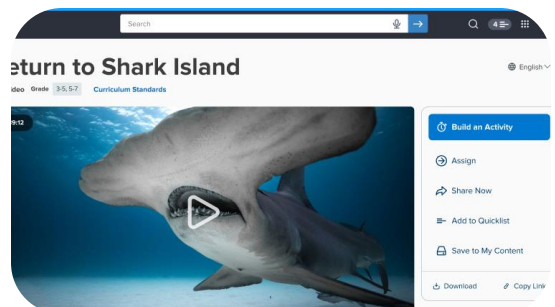 Search
4
eturn to Shark Island
English
ideo Grade 3-5, 5-7 Curriculum Standards
9:12
Build an Activity
Assign
Share Now
Add to Quicklist
Save to My Content
Download Copy Link